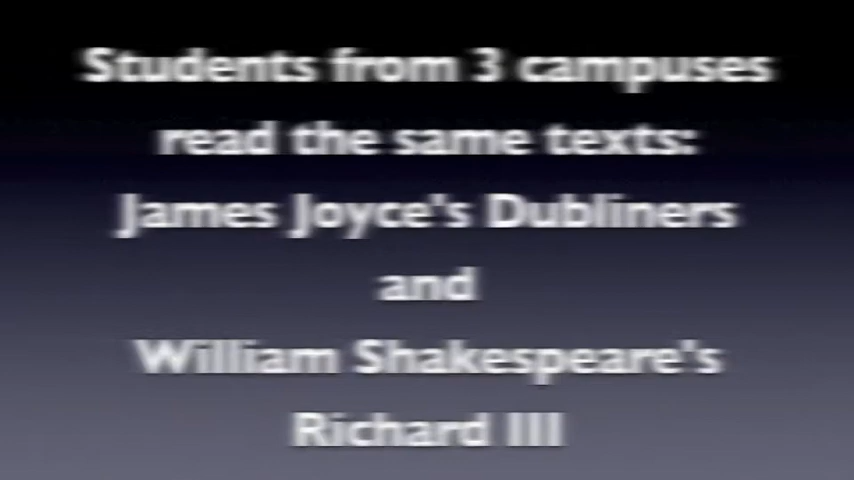 Students from 3 campuses
read the same texts:
James Joyce's Dubliners
and
William Shakespeare's
Richard III